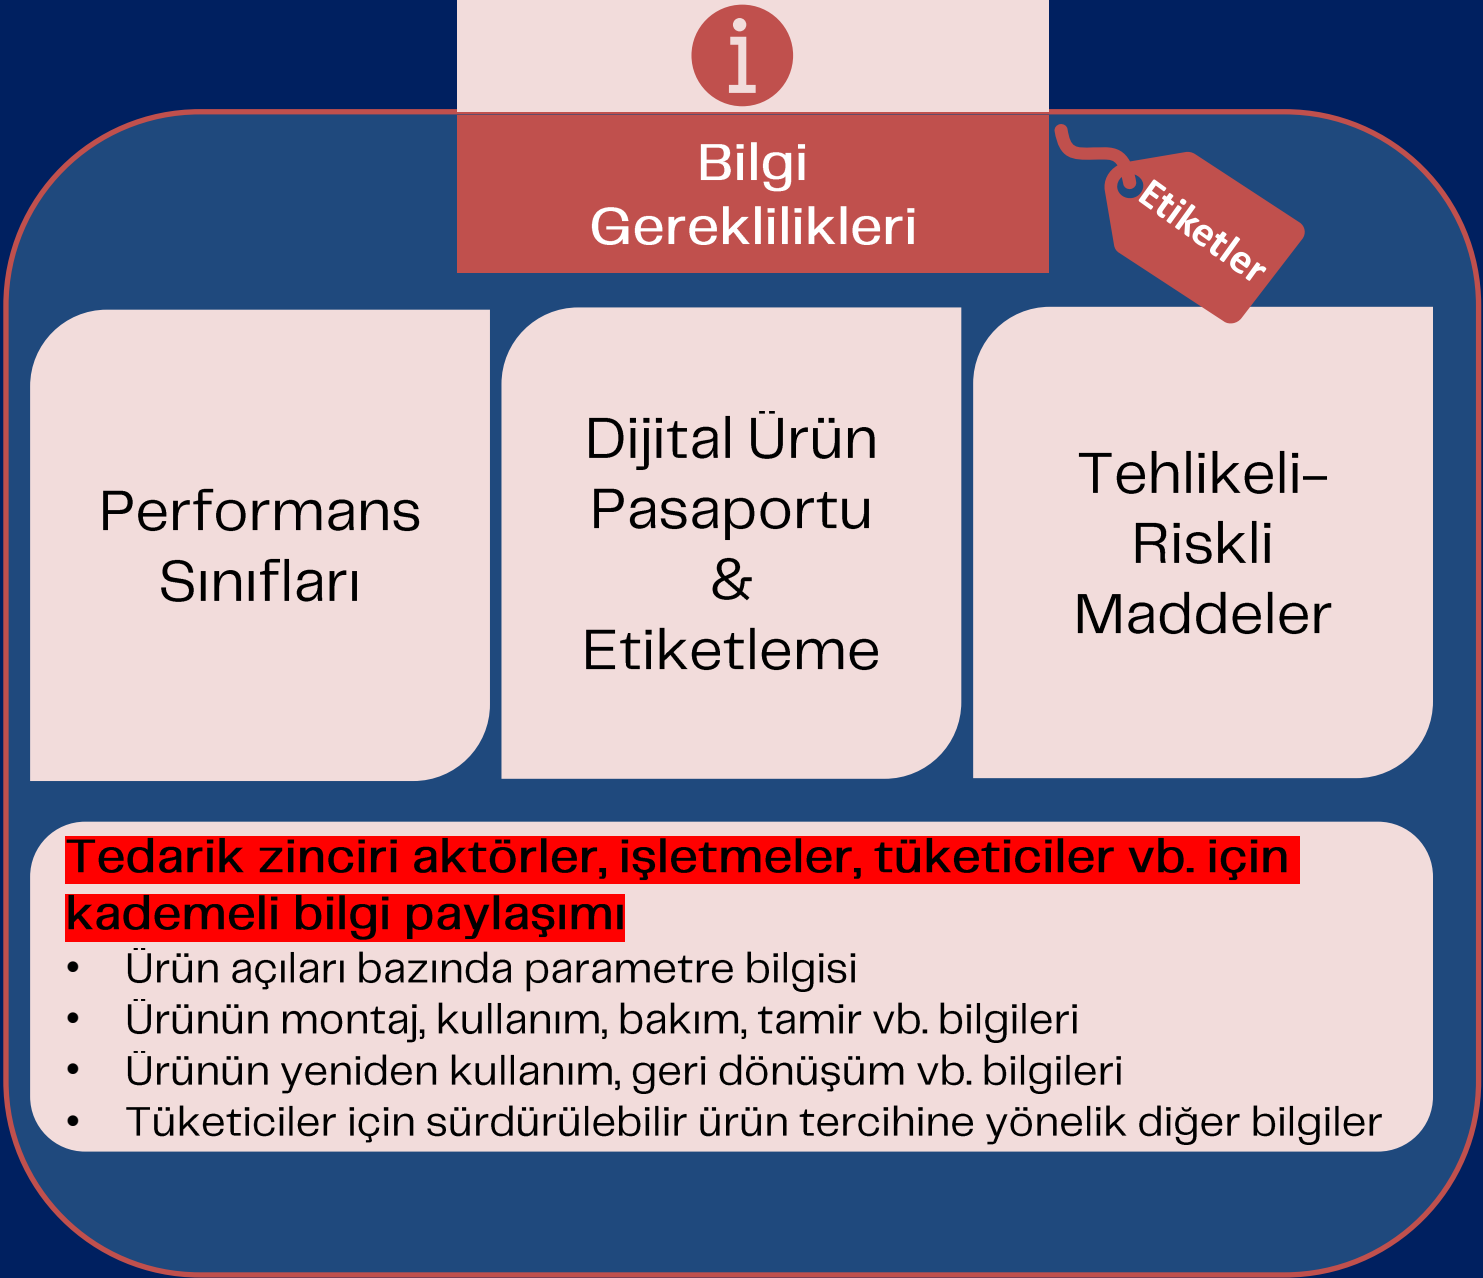 i
Bilgi
Gereklilikleri
Etiketler
Performans
Sınıfları
Dijital Ürün
Pasaportu
&
Etiketleme
Tehlikeli-
Riskli
Maddeler
Tedarik zinciri aktörler, işletmeler, tüketiciler vb. için
kademeli bilgi paylaşımı
• Ürün açıları bazında parametre bilgisi
• Ürünün montaj, kullanım, bakım, tamir vb. bilgileri
• Ürünün yeniden kullanım, geri dönüşüm vb. bilgileri
• Tüketiciler için sürdürülebilir ürün tercihine yönelik diğer bilgiler